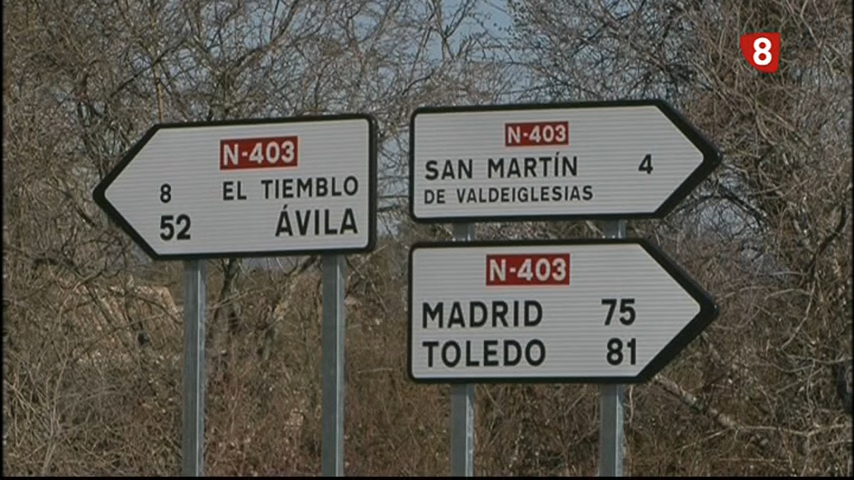 8
N-403
8 EL TIEMBLO
52 ÁVILA
N-403
SAN MARTÍN 4
DE VALDEIGLESIAS
N-403
MADRID 75
TOLEDO 81